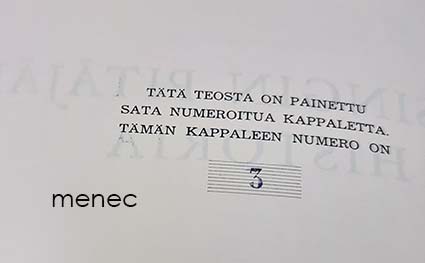 TÄTÄ TEOSTA ON PAINETTU
SATA NUMEROITUA KAPPALETTA.
TÄMÄN KAPPALEEN NUMERO ON
3
menec